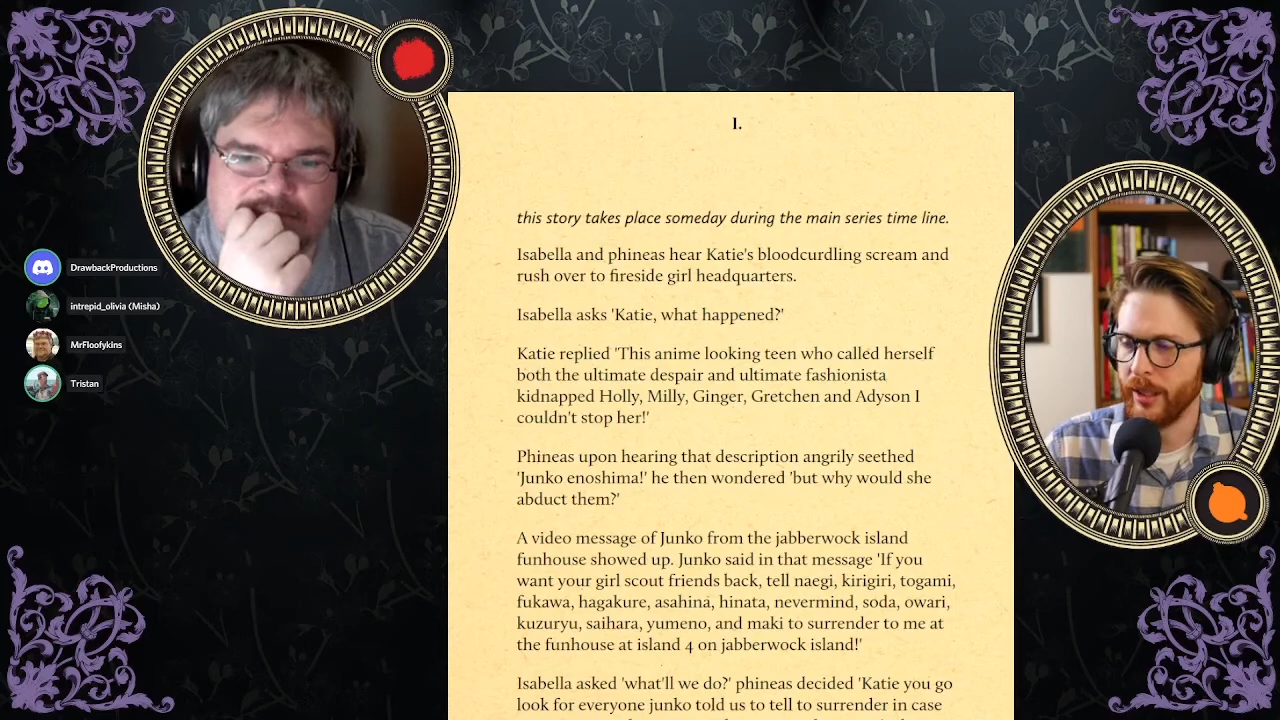 I.
this story takes place someday during the main series time line.
Isabella and phineas hear Katie's bloodcurdling scream and
rush over to fireside girl headquarters.
Isabella asks 'Katie, what happened?'
Katie replied 'This anime looking teen who called herself
both the ultimate despair and ultimate fashionista
kidnapped Holly, Milly, Ginger, Gretchen and Adyson I
couldn't stop her!'
Phineas upon hearing that description angrily seethed
'Junko enoshima!' he then wondered 'but why would she
abduct them?'
A video message of Junko from the jabberwock island
funhouse showed up. Junko said in that message 'If you
want your girl scout friends back, tell naegi, kirigiri, togami,
fukawa, hagakure, asahina, hinata, nevermind, soda, owari,
kuzuryu, saihara, yumeno, and maki to surrender to me at
the funhouse at island 4 on jabberwock island!'
Isabella asked 'what'll we do?' phineas decided 'Katie you go
look for everyone junko told us to tell to surrender in case
DrawbackProductions
intrepid_olivia (Misha)
MrFloofykins
Tristan